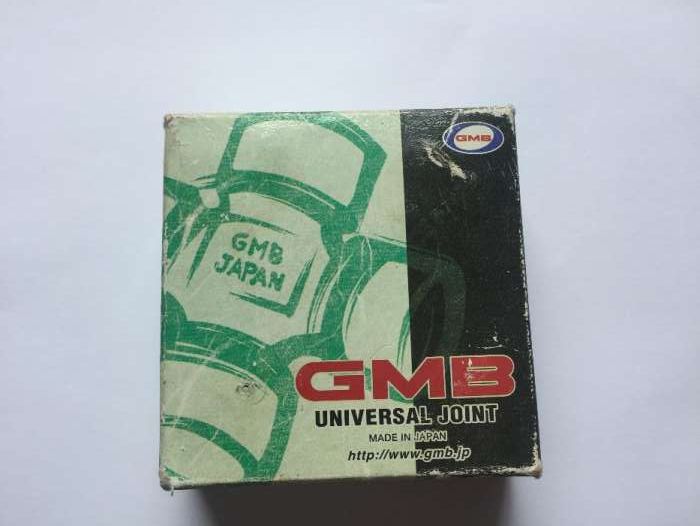 GMB
GMB
JAPAN
GMB
UNIVERSAL JOINT
MADE IN JAPAN
http://www.gmb.jp